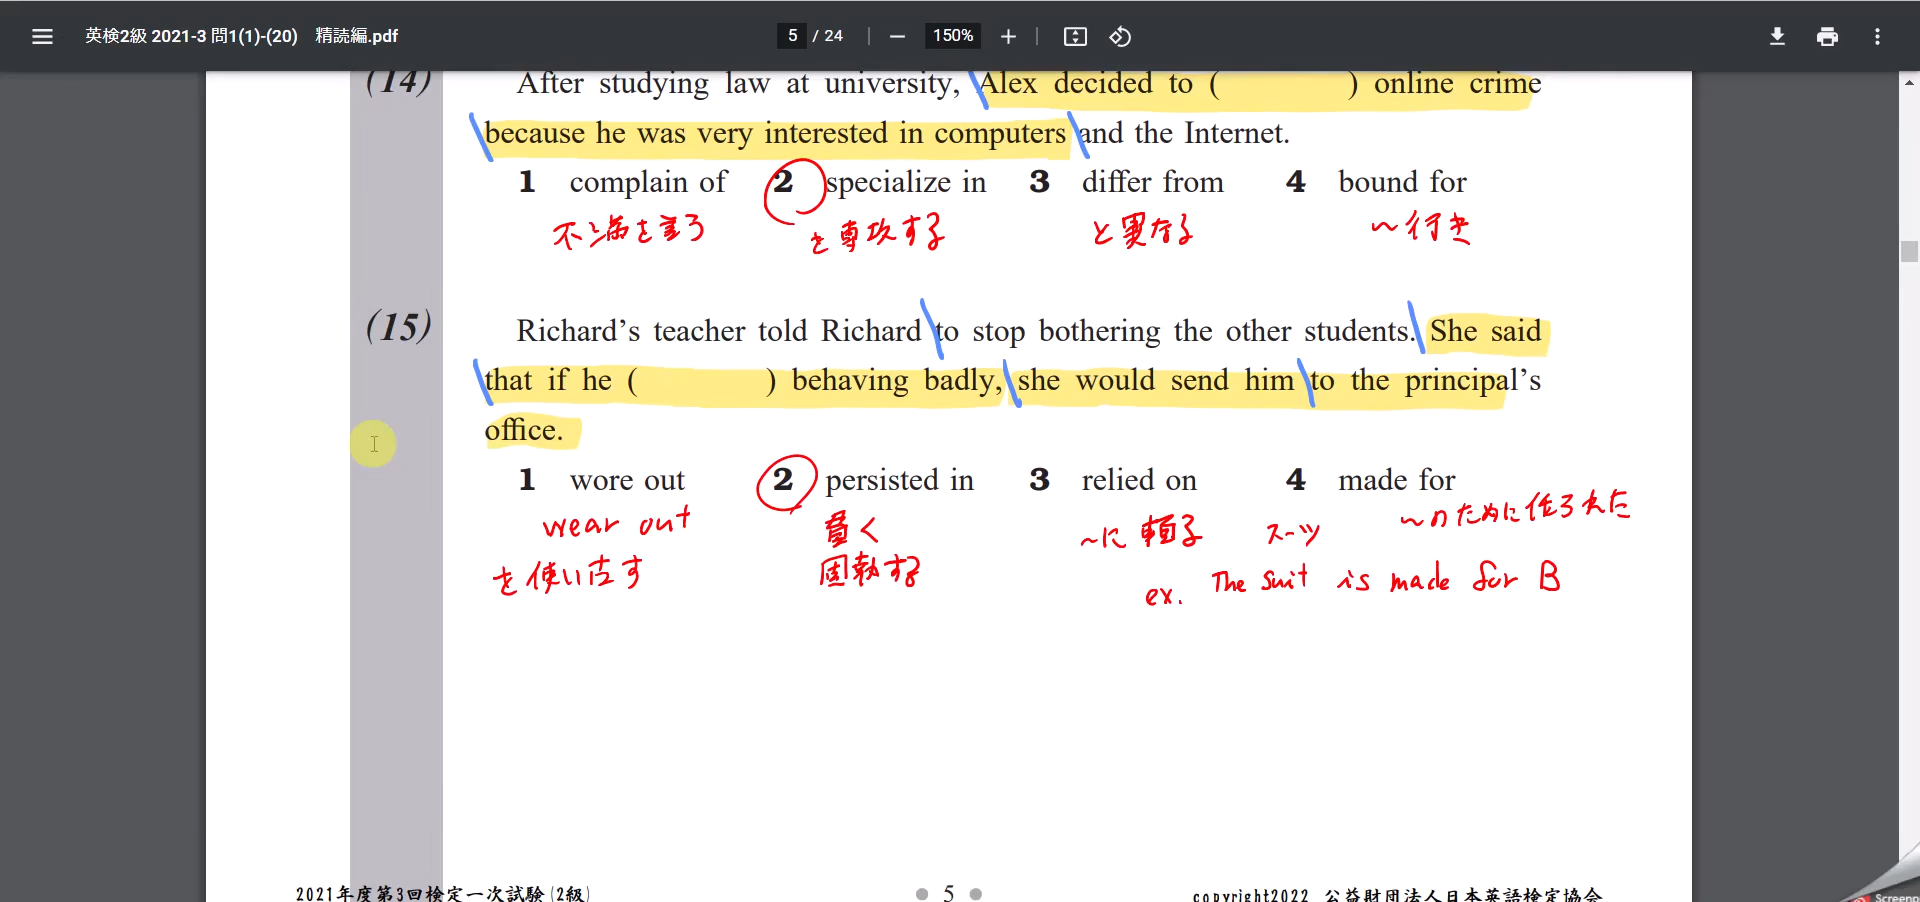 英検2級 2021-3 問1(1)-(20) 精読編.pdf
5 / 24
150%
(14) After studying law at university, Alex decided to ( ) online crime
because he was very interested in computers and the Internet.
1 complain of 2 specialize in 3 differ from 4 bound for
不満を言う を専攻する と異なる ～行き
(15) Richard's teacher told Richard to stop bothering the other students. She said
that if he ( ) behaving badly, she would send him to the principal's
office.
1 wore out 2 persisted in 3 relied on 4 made for
wear out 貫く ～に頼る スーツ ～のために作られた
を使い古す 固執する ex. The suit is made for B
2021年度第3回検定一次試験(2級)
5
copyright2022 公益財団法人日本英語検定協会